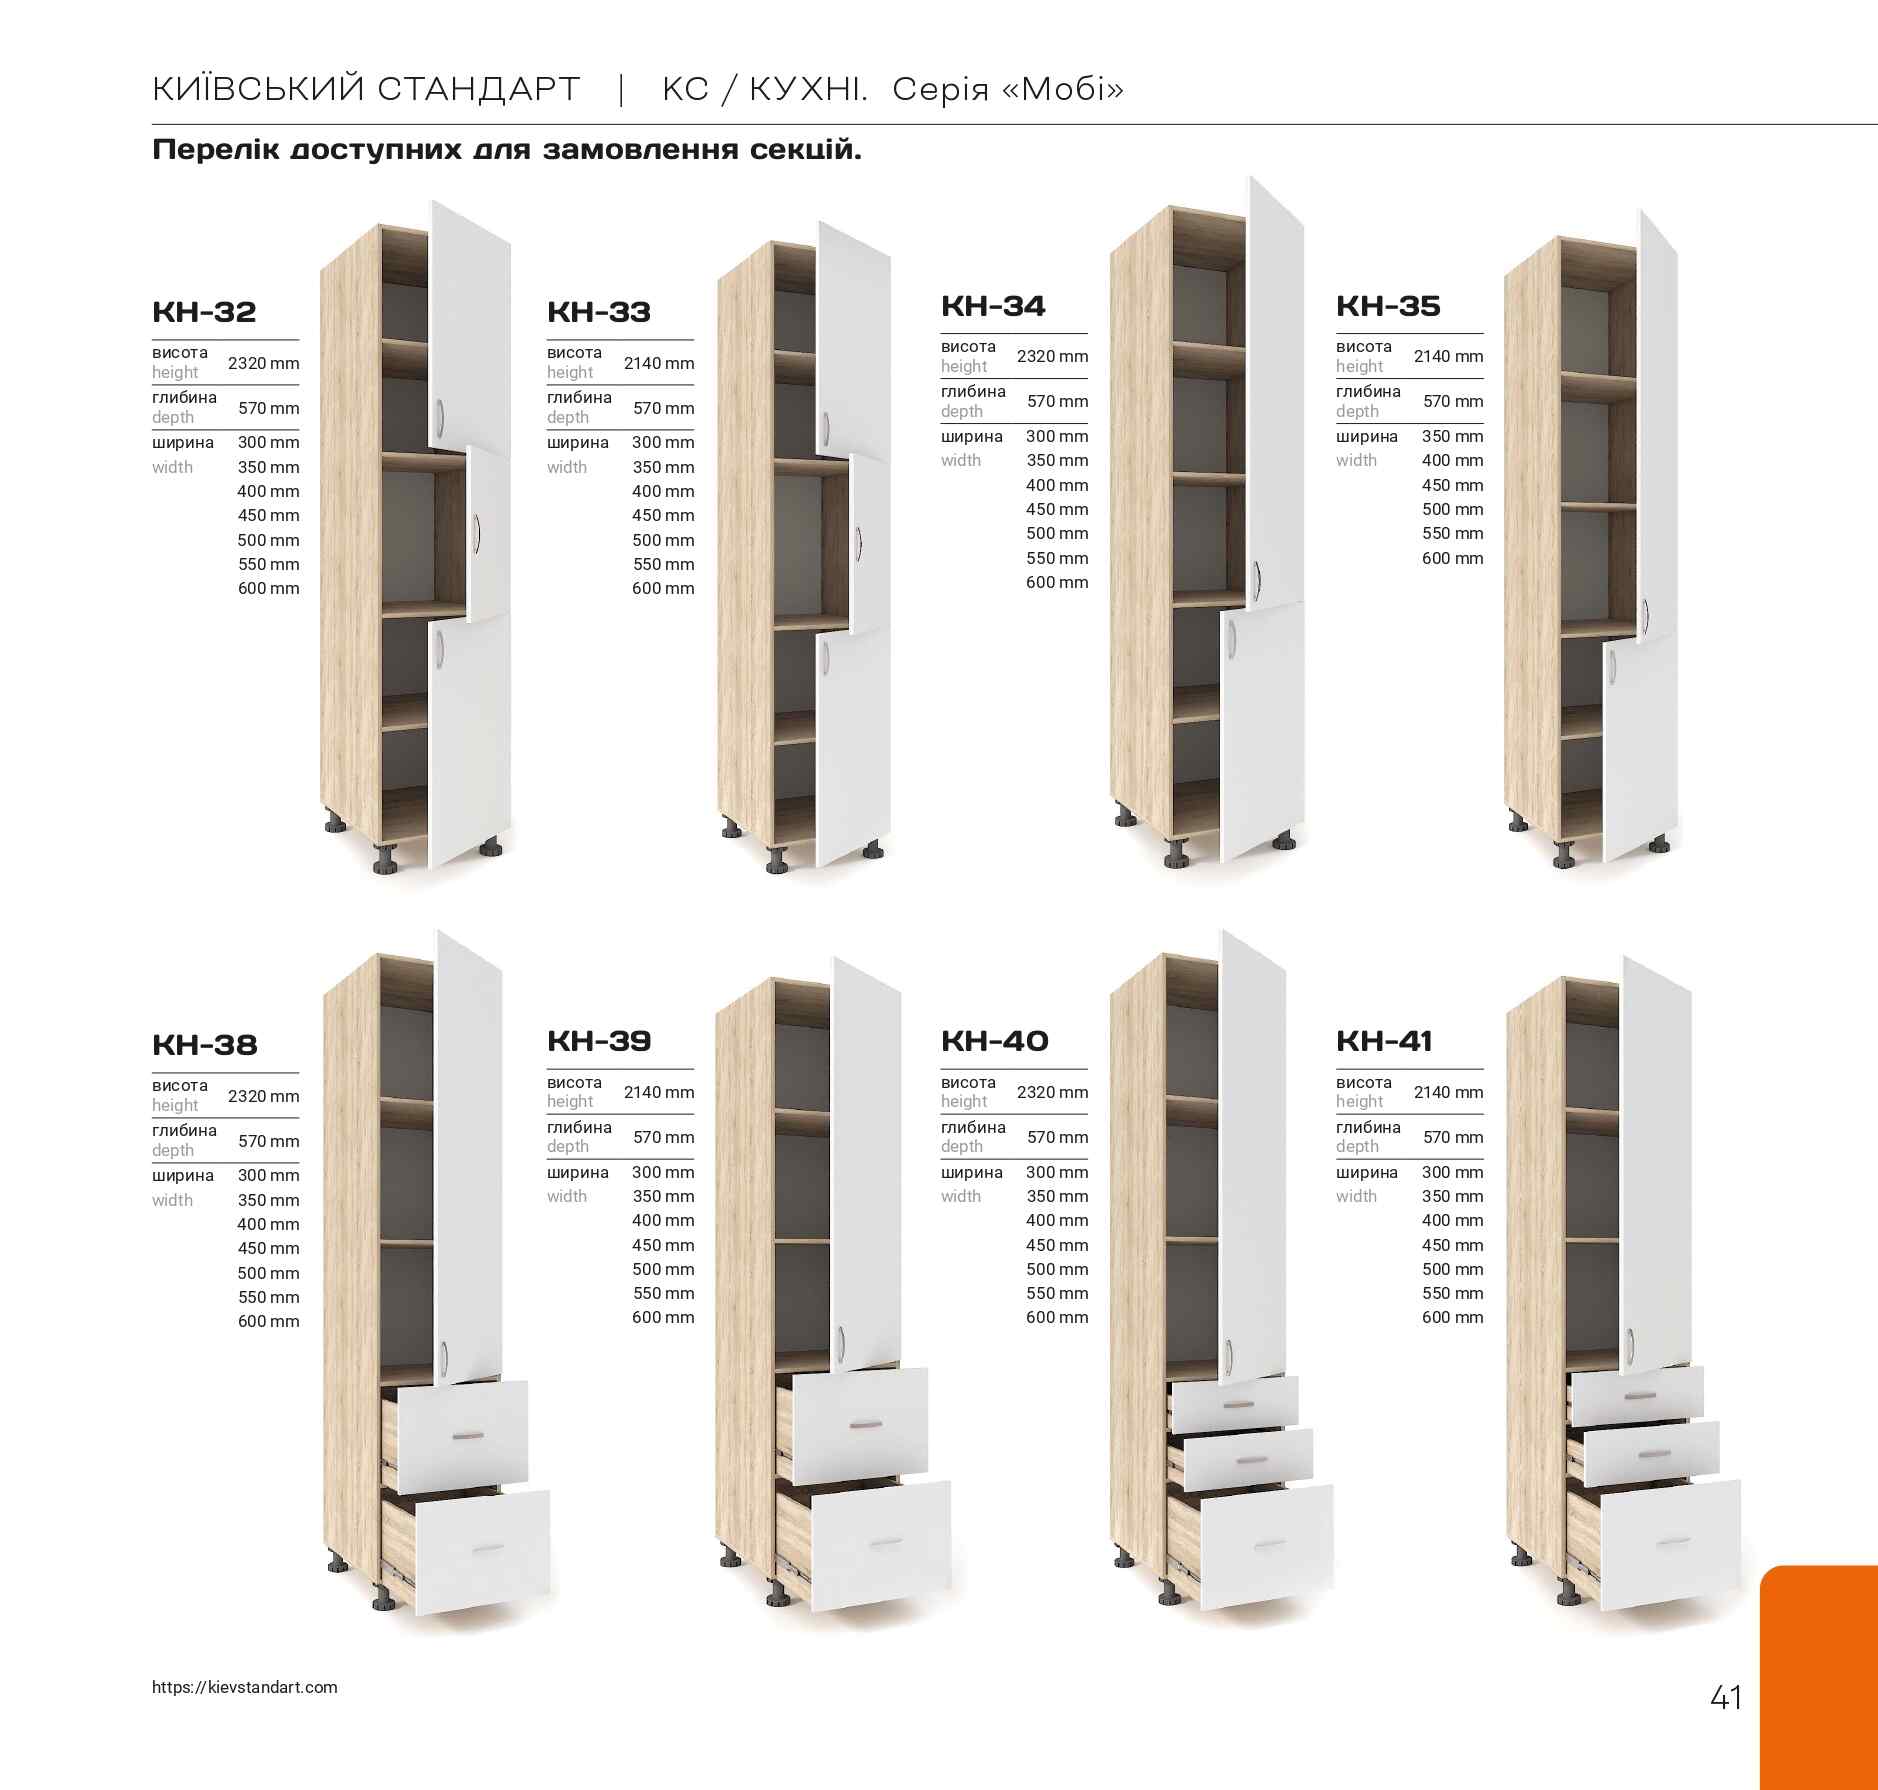 КИЇВСЬКИЙ СТАНДАРТ | КС / КУХНІ. Серія «Мобі»
Перелік доступних для замовлення секцій.
КН-32
висота
height
2320 mm
глибина
depth
570 mm
ширина 300 mm
width 350 mm
400 mm
450 mm
500 mm
550 mm
600 mm
КН-33
висота
height
2140 mm
глибина
depth
570 mm
ширина 300 mm
width 350 mm
400 mm
450 mm
500 mm
550 mm
600 mm
КН-34
висота
height
2320 mm
глибина
depth
570 mm
ширина 300 mm
width 350 mm
400 mm
450 mm
500 mm
550 mm
600 mm
КН-35
висота
height
2140 mm
глибина
depth
570 mm
ширина 350 mm
width 400 mm
450 mm
500 mm
550 mm
600 mm
КН-38
висота
height
2320 mm
глибина
depth
570 mm
ширина 300 mm
width 350 mm
400 mm
450 mm
500 mm
550 mm
600 mm
КН-39
висота
height
2140 mm
глибина
depth
570 mm
ширина 300 mm
width 350 mm
400 mm
450 mm
500 mm
550 mm
600 mm
КН-40
висота
height
2320 mm
глибина
depth
570 mm
ширина 300 mm
width 350 mm
400 mm
450 mm
500 mm
550 mm
600 mm
КН-41
висота
height
2140 mm
глибина
depth
570 mm
ширина 300 mm
width 350 mm
400 mm
450 mm
500 mm
550 mm
600 mm
https://kievstandart.com
41